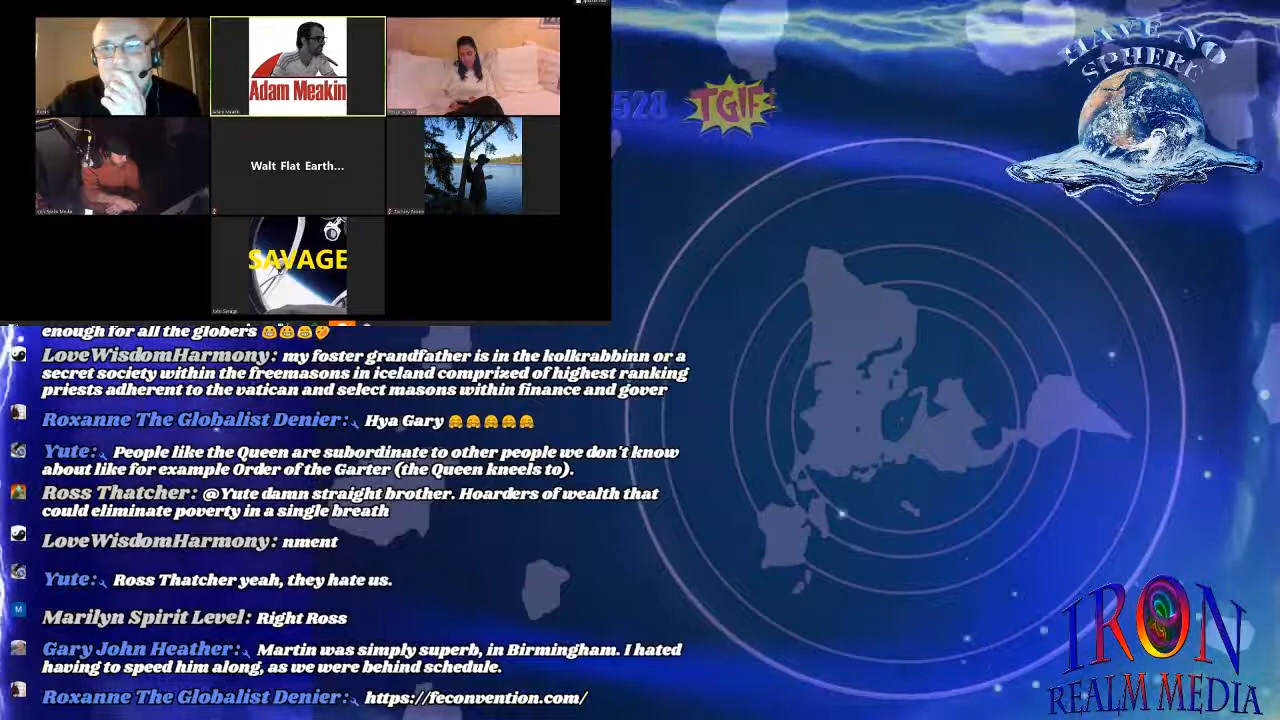 Adam Meakin
Walt Flat Earth...
SAVAGE
528
TGIF
HAVE NO
SPHERE
enough for all the globers 😁😁😁🥐
LoveWisdomHarmony: my foster grandfather is in the kolkrabbinn or a
secret society within the freemasons in iceland comprized of highest ranking
priests adherent to the vatican and select masons within finance and gover
Roxanne The Globalist Denier: Hya Gary 🤗🤗🤗🤗🤗
Yute: People like the Queen are subordinate to other people we don't know
about like for example Order of the Garter (the Queen kneels to).
Ross Thatcher: @Yute damn straight brother. Hoarders of wealth that
could eliminate poverty in a single breath
LoveWisdomHarmony: nment
Yute: Ross Thatcher yeah, they hate us.
M
Marilyn Spirit Level: Right Ross
Gary John Heather: Martin was simply superb, in Birmingham. I hated
having to speed him along, as we were behind schedule.
Roxanne The Globalist Denier: https://feconvention.com/
IRON
REALM MEDIA